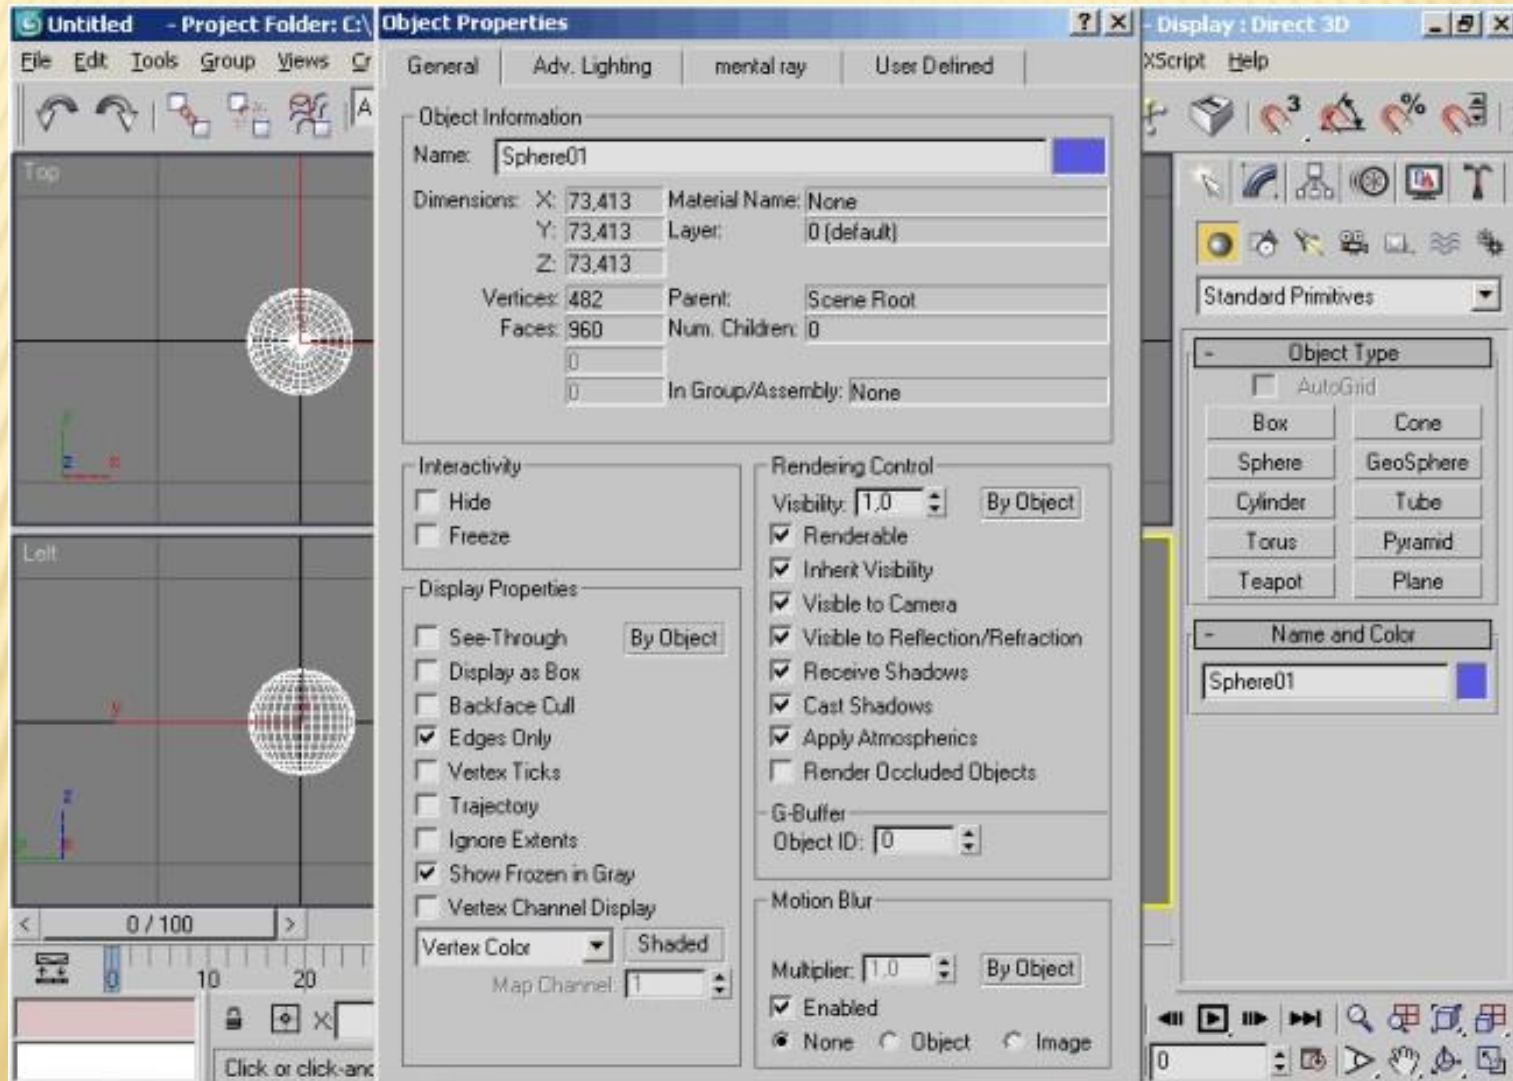 Untitled - Project Folder: C:\
Object Properties
- Display : Direct 3D
File Edit Tools Group Views Cr
XScript Help
General Adv. Lighting mental ray User Defined
A
3 %
Object Information
Name: Sphere01
Top
Dimensions: X: 73,413 Material Name: None
Y: 73,413 Layer: 0 (default)
Z: 73,413
Vertices: 482 Parent: Scene Root
Faces: 960 Num. Children: 0
0
0 In Group/Assembly: None
z x
Interactivity
Hide
Freeze
Rendering Control
Visibility: 1,0 By Object
Renderable
Inherit Visibility
Visible to Camera
Visible to Reflection/Refraction
Receive Shadows
Cast Shadows
Apply Atmospherics
Render Occluded Objects
G-Buffer
Object ID: 0
Left
y
z
Display Properties
See-Through By Object
Display as Box
Backface Cull
Edges Only
Vertex Ticks
Trajectory
Ignore Extents
Show Frozen in Gray
Vertex Channel Display
Vertex Color Shaded
Map Channel: 1
Motion Blur
Multiplier: 1,0 By Object
Enabled
None Object Image
Standard Primitives
- Object Type
AutoGrid
Box Cone
Sphere GeoSphere
Cylinder Tube
Torus Pyramid
Teapot Plane
- Name and Color
Sphere01
< 0 / 100 >
0 10 20
X
Click or click-and
0